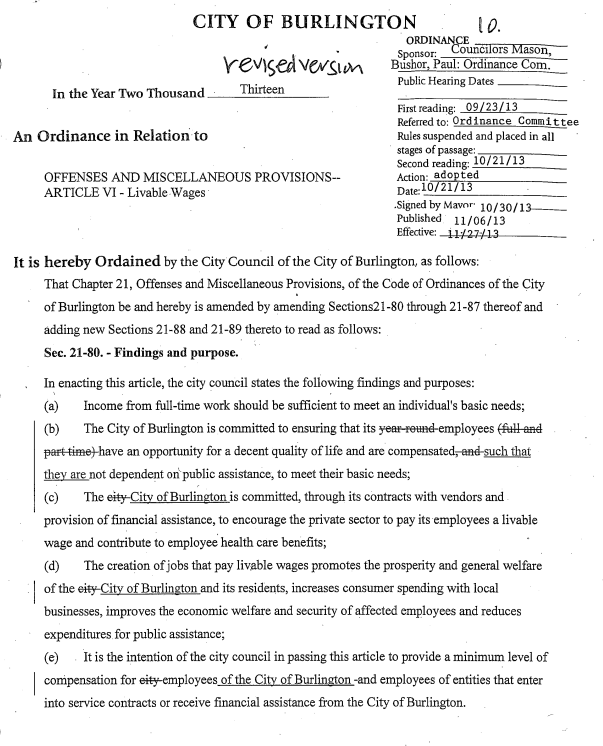 CITY OF BURLINGTON
10.
revised version
ORDINANCE
Sponsor: Councilors Mason,
Bushor, Paul: Ordinance Com.
Public Hearing Dates
In the Year Two Thousand Thirteen
First reading: 09/23/13
Referred to: Ordinance Committee
Rules suspended and placed in all
stages of passage:
Second reading: 10/21/13
Action: adopted
Date: 10/21/13
Signed by Mayor 10/30/13
Published 11/06/13
Effective: 11/27/13
An Ordinance in Relation to
OFFENSES AND MISCELLANEOUS PROVISIONS--
ARTICLE VI - Livable Wages
It is hereby Ordained by the City Council of the City of Burlington, as follows:
That Chapter 21, Offenses and Miscellaneous Provisions, of the Code of Ordinances of the City
of Burlington be and hereby is amended by amending Sections21-80 through 21-87 thereof and
adding new Sections 21-88 and 21-89 thereto to read as follows:
Sec. 21-80. - Findings and purpose.
In enacting this article, the city council states the following findings and purposes:
(a) Income from full-time work should be sufficient to meet an individual's basic needs;
(b) The City of Burlington is committed to ensuring that its year-round employees (full and
part time) have an opportunity for a decent quality of life and are compensated, and such that
they are not dependent on public assistance, to meet their basic needs;
(c) The city City of Burlington is committed, through its contracts with vendors and
provision of financial assistance, to encourage the private sector to pay its employees a livable
wage and contribute to employee health care benefits;
(d) The creation of jobs that pay livable wages promotes the prosperity and general welfare
of the city City of Burlington and its residents, increases consumer spending with local
businesses, improves the economic welfare and security of affected employees and reduces
expenditures for public assistance;
(e) It is the intention of the city council in passing this article to provide a minimum level of
compensation for city employees of the City of Burlington and employees of entities that enter
into service contracts or receive financial assistance from the City of Burlington.